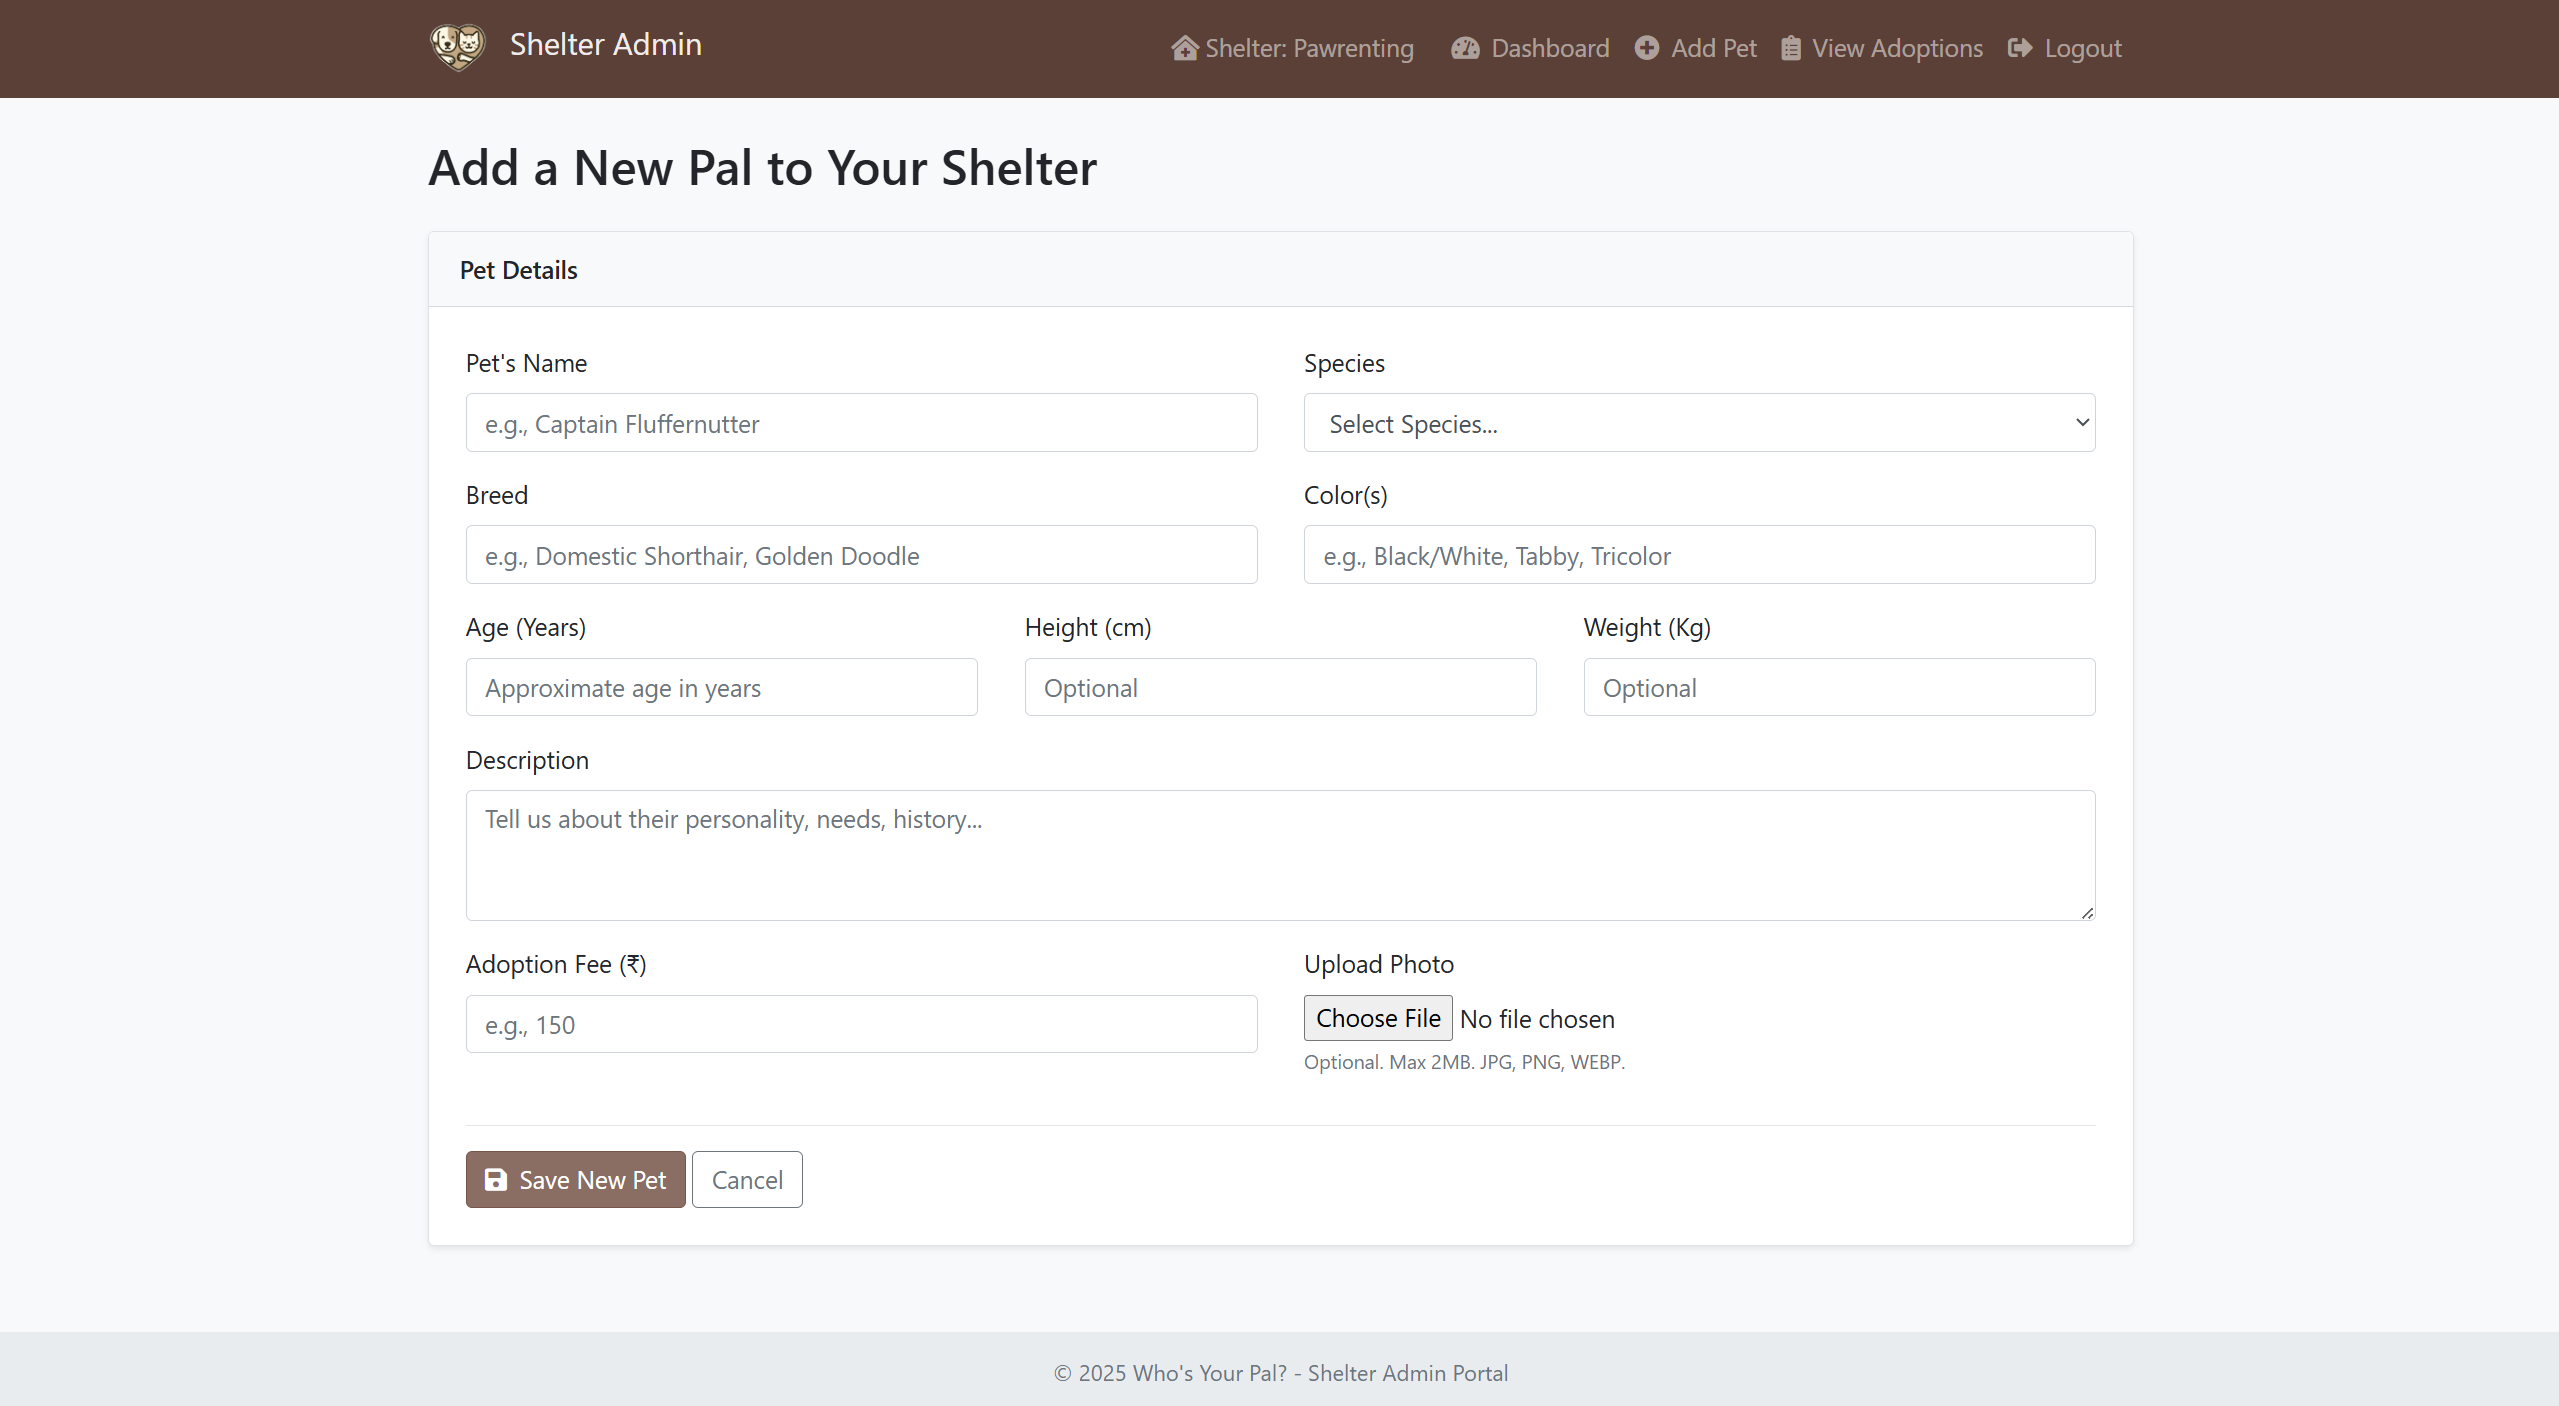 Shelter Admin
Shelter: Pawrenting Dashboard Add Pet View Adoptions Logout
Add a New Pal to Your Shelter
Pet Details
Pet's Name
e.g., Captain Fluffernutter
Species
Select Species...
Breed
e.g., Domestic Shorthair, Golden Doodle
Color(s)
e.g., Black/White, Tabby, Tricolor
Age (Years)
Approximate age in years
Height (cm)
Optional
Weight (Kg)
Optional
Description
Tell us about their personality, needs, history...
Adoption Fee (₹)
e.g., 150
Upload Photo
Choose File No file chosen
Optional. Max 2MB. JPG, PNG, WEBP.
Save New Pet Cancel
© 2025 Who's Your Pal? - Shelter Admin Portal